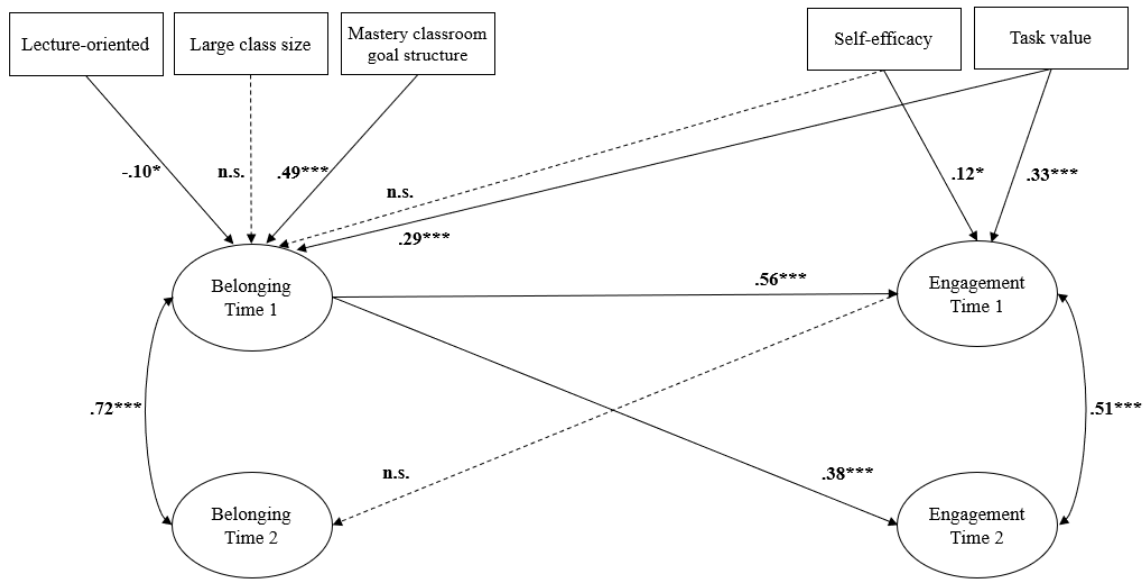 Lecture-oriented
Large class size
Mastery classroom
goal structure
Self-efficacy
Task value
-.10*
n.s.
.49***
n.s.
.29***
.12*
.33***
Belonging
Time 1
.56***
Engagement
Time 1
.72***
.51***
n.s.
.38***
Belonging
Time 2
Engagement
Time 2